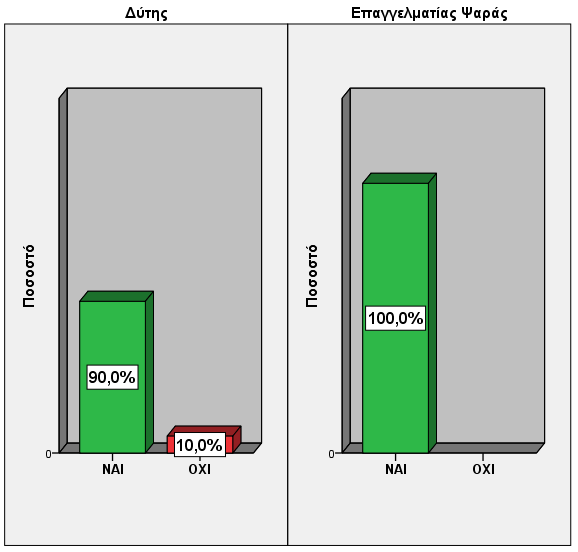 Δύτης
Επαγγελματίας Ψαράς
Ποσοστό
90,0%
10,0%
0
ΝΑΙ
ΟΧΙ
Ποσοστό
100,0%
0
ΝΑΙ
ΟΧΙ